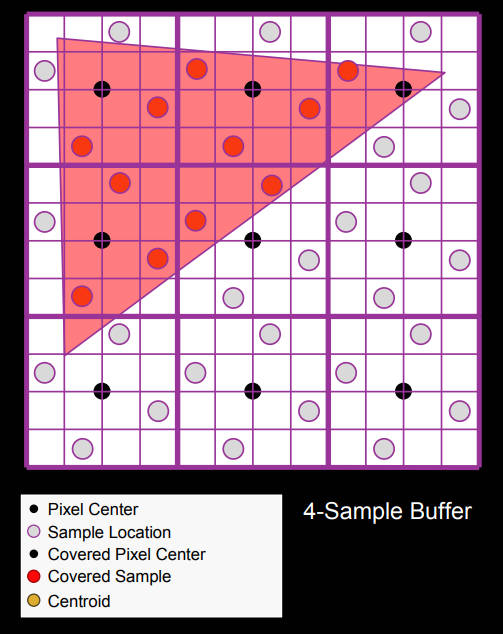 4-Sample Buffer
Pixel Center
Sample Location
Covered Pixel Center
Covered Sample
Centroid